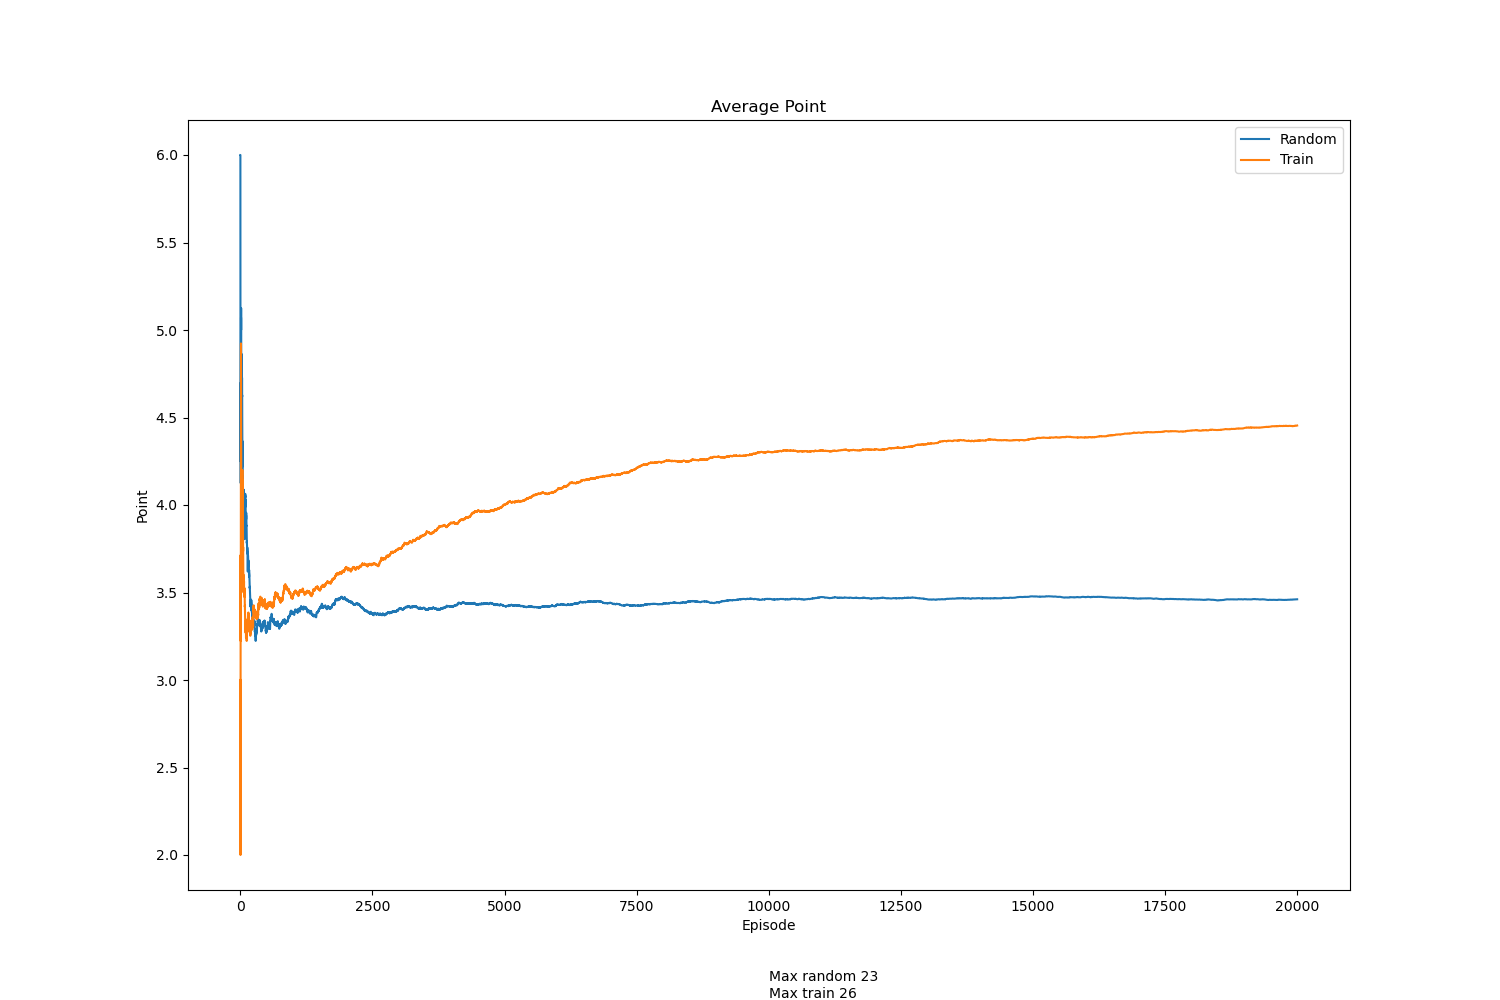 Average Point
Random
Train
6.0
5.5
5.0
4.5
4.0
3.5
3.0
2.5
2.0
Point
0 2500 5000 7500 10000 12500 15000 17500 20000
Episode
Max random 23
Max train 26